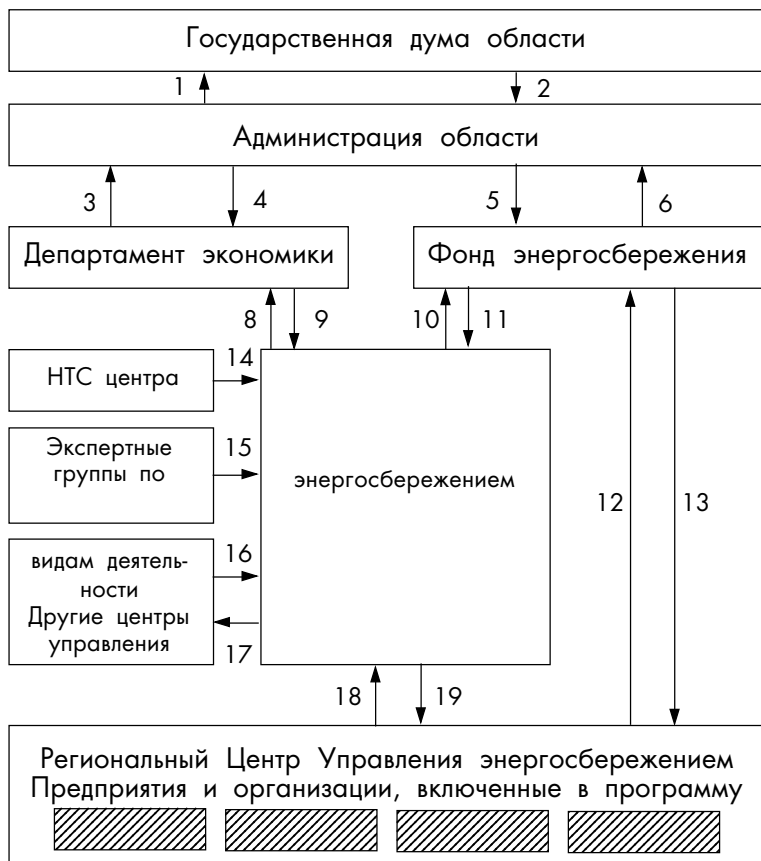 Государственная дума области
1
2
Администрация области
3
4
5
6
Департамент экономики
Фонд энергосбережения
8
9
10
11
НТС центра
14
Экспертные
группы по
15
энергосбережением
12
13
видам деятель-
ности
Другие центры
управления
16
17
18
19
Региональный Центр Управления энергосбережением
Предприятия и организации, включенные в программу